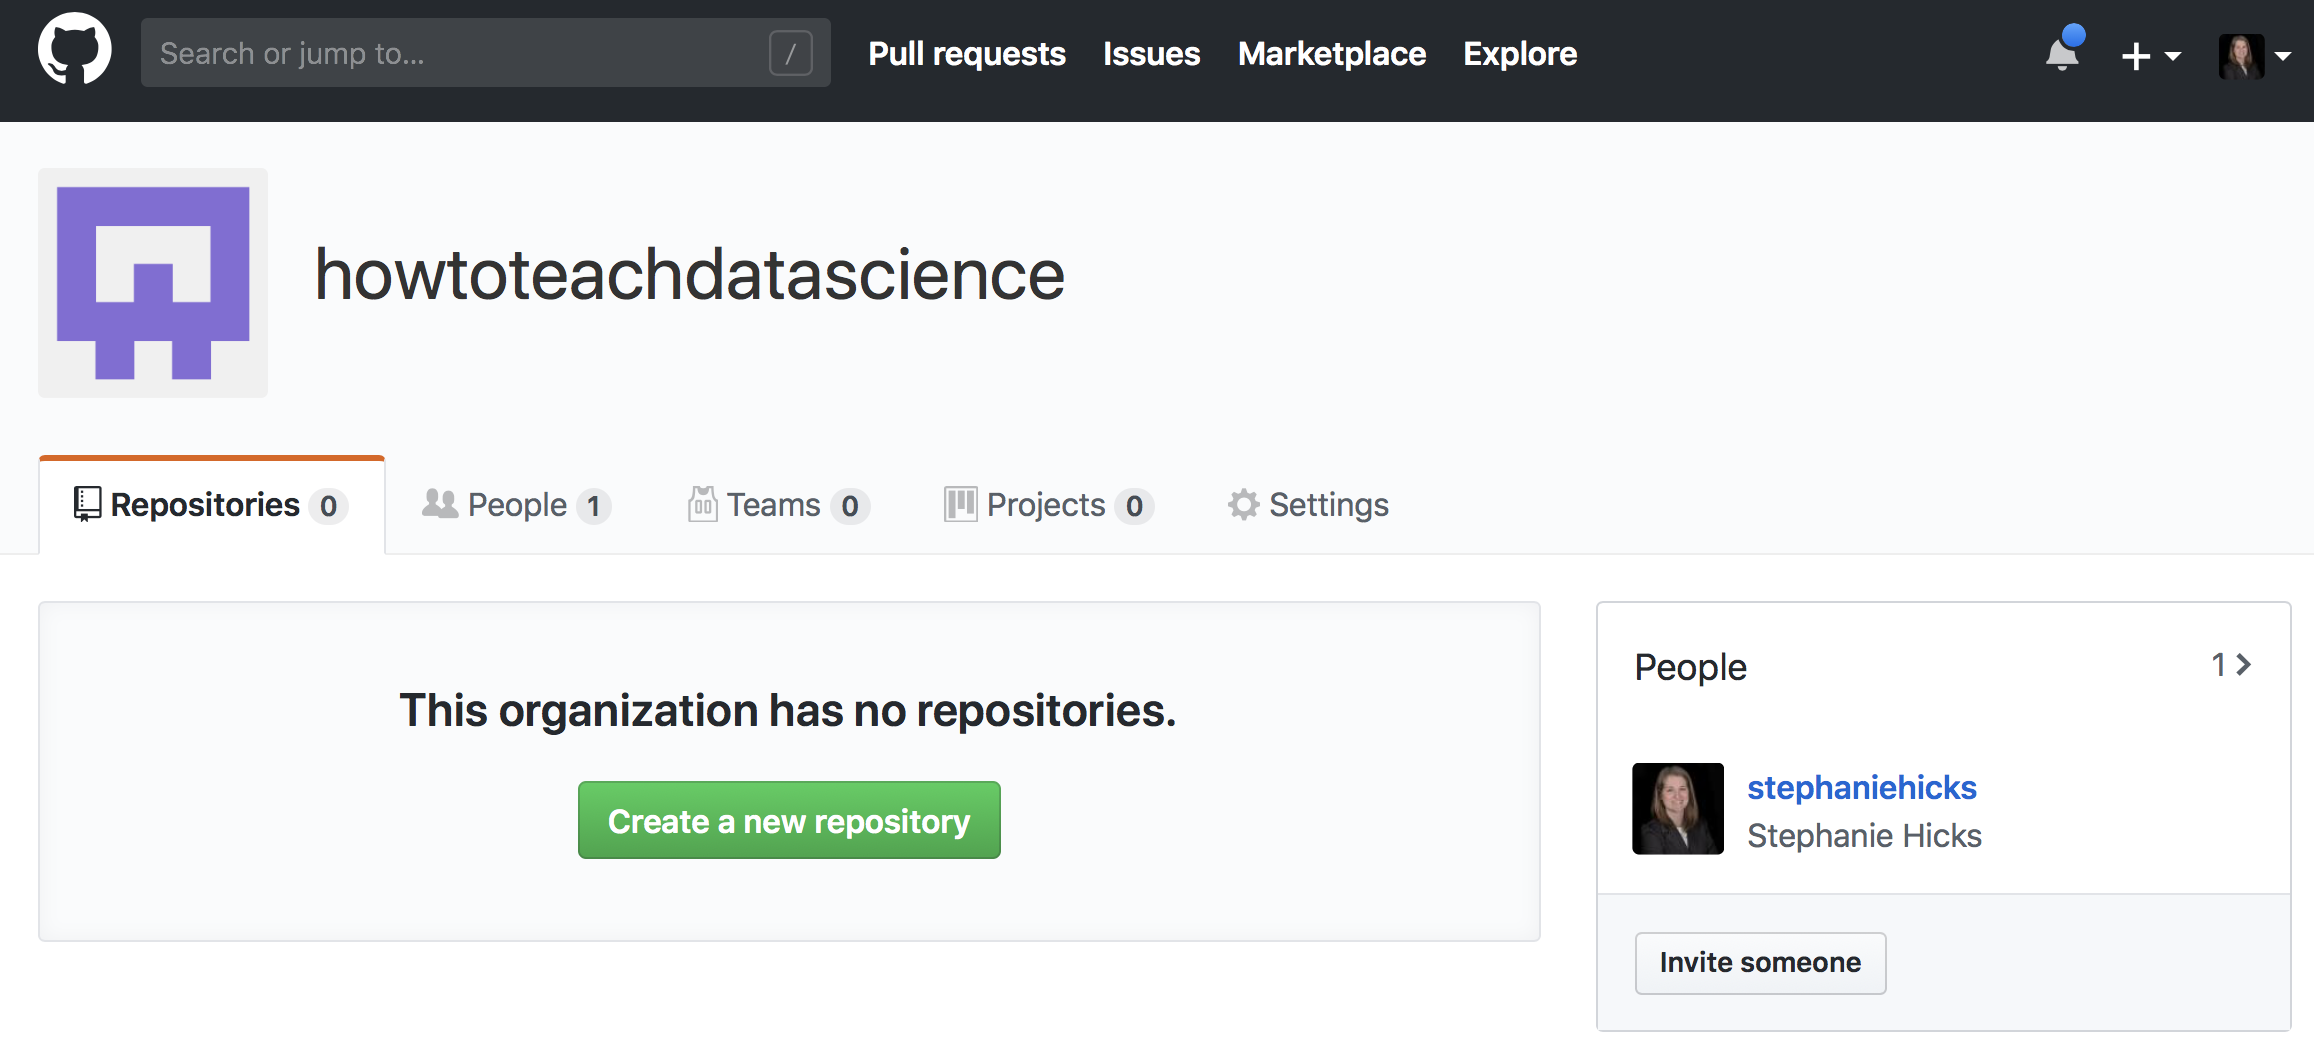 Search or jump to... /
Pull requests Issues Marketplace Explore
howtoteachdatascience
Repositories 0 People 1 Teams 0 Projects 0 Settings
This organization has no repositories.
Create a new repository
People 1
stephaniehicks
Stephanie Hicks
Invite someone